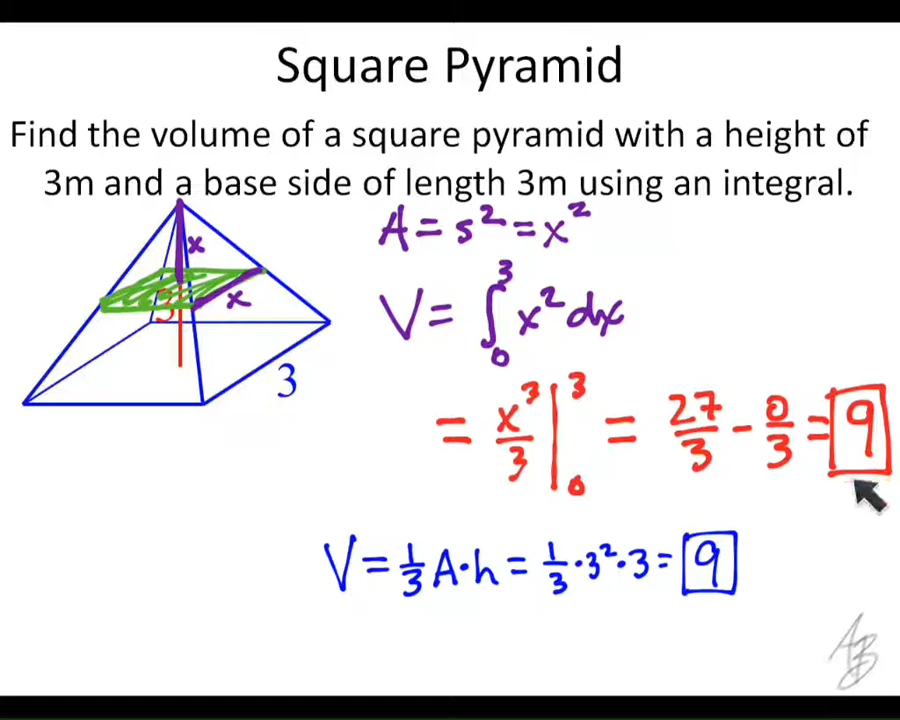 Square Pyramid
Find the volume of a square pyramid with a height of
3m and a base side of length 3m using an integral.
x
x
3
3
A = s² = x²
V = ∫₀³ x² dx
= x³/3 |₀³ = 27/3 - 0/3 = 9
V = 1/3 A · h = 1/3 · 3² · 3 = 9